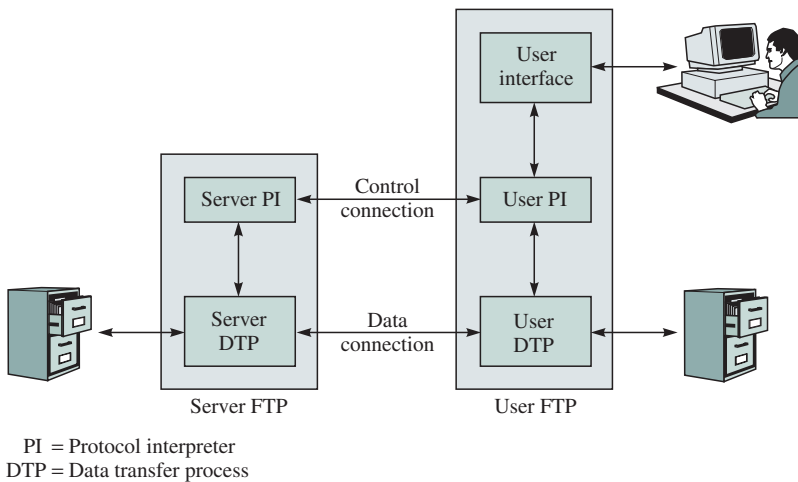 User
interface
Control
connection
Server PI
User PI
Server
DTP
Data
connection
User
DTP
Server FTP
User FTP
PI = Protocol interpreter
DTP = Data transfer process